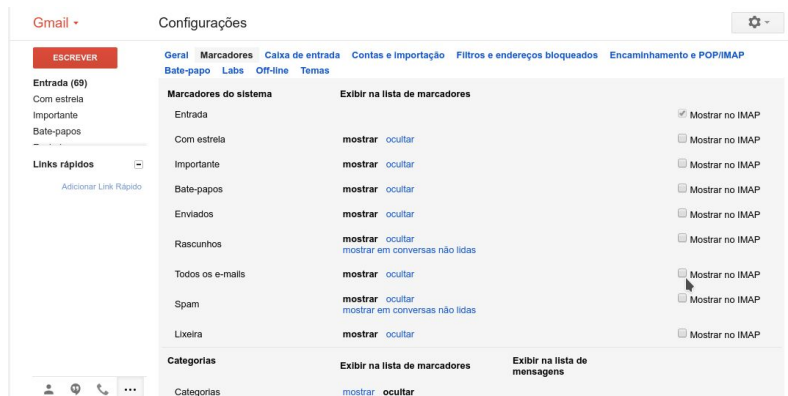 Gmail
Configurações
ESCREVER
Entrada (69)
Com estrela
Importante
Bate-papos
Links rápidos
Adicionar Link Rápido
Geral Marcadores Caixa de entrada Contas e importação Filtros e endereços bloqueados Encaminhamento e POP/IMAP
Bate-papo Labs Off-line Temas
Marcadores do sistema Exibir na lista de marcadores
Entrada Mostrar no IMAP
Com estrela mostrar ocultar Mostrar no IMAP
Importante mostrar ocultar Mostrar no IMAP
Bate-papos mostrar ocultar Mostrar no IMAP
Enviados mostrar ocultar Mostrar no IMAP
Rascunhos mostrar ocultar Mostrar no IMAP
mostrar em conversas não lidas
Todos os e-mails mostrar ocultar Mostrar no IMAP
Spam mostrar ocultar Mostrar no IMAP
mostrar em conversas não lidas
Lixeira mostrar ocultar Mostrar no IMAP
Categorias Exibir na lista de marcadores Exibir na lista de
mensagens
Categorias mostrar ocultar